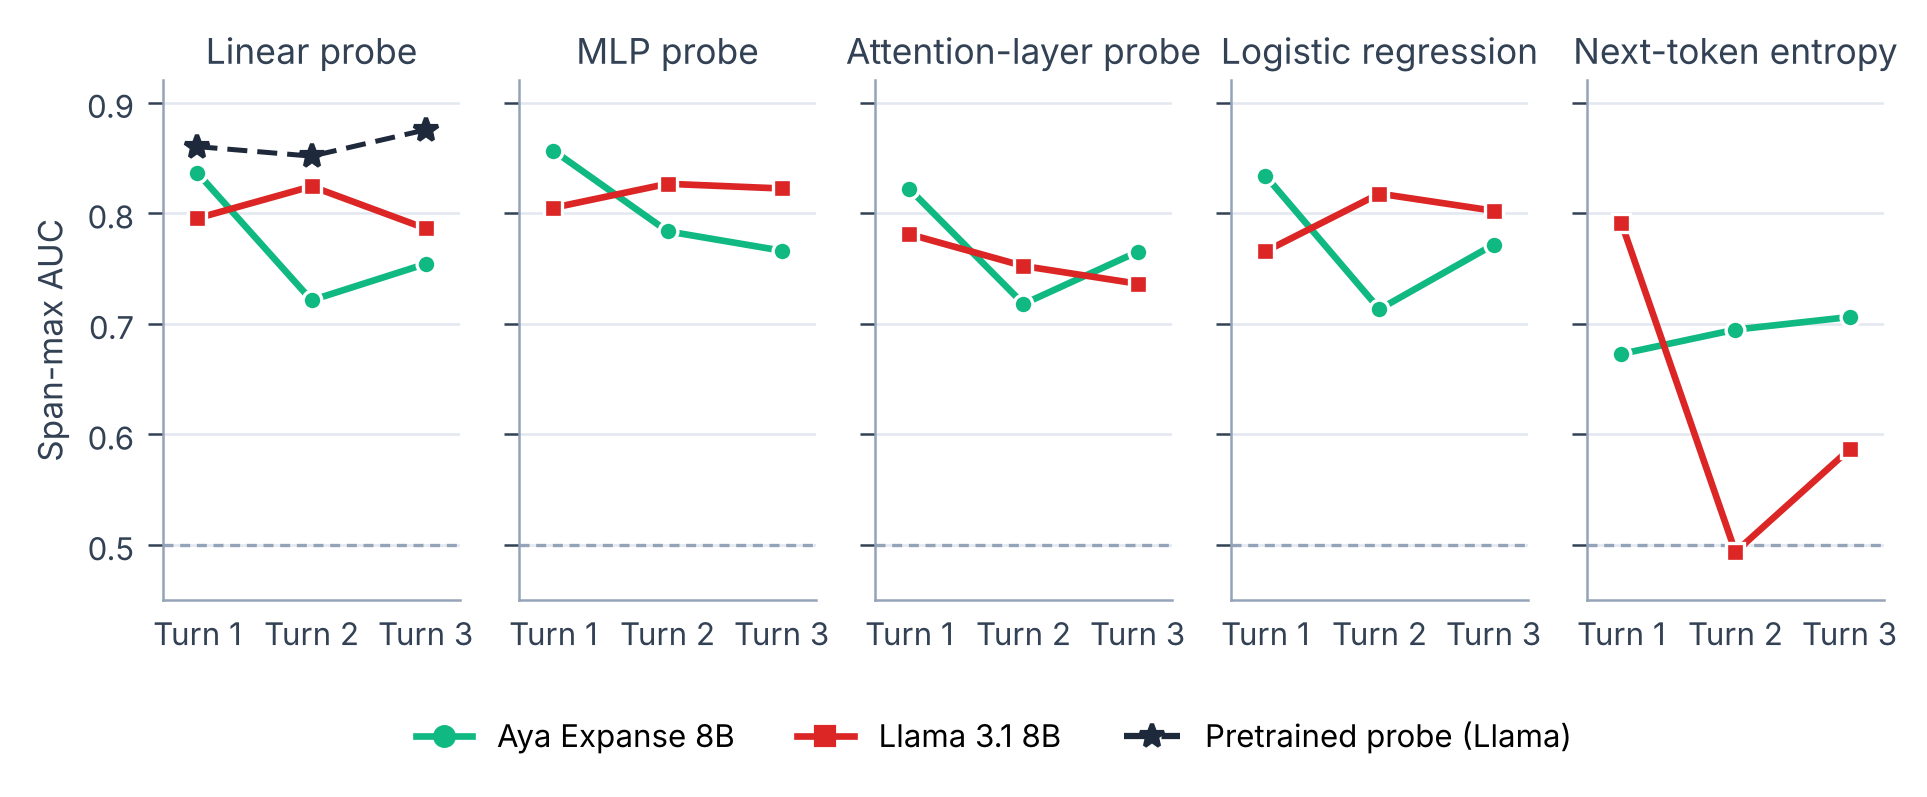 Linear probe
MLP probe
Attention-layer probe
Logistic regression
Next-token entropy
Span-max AUC
0.9
0.8
0.7
0.6
0.5
Turn 1 Turn 2 Turn 3
Turn 1 Turn 2 Turn 3
Turn 1 Turn 2 Turn 3
Turn 1 Turn 2 Turn 3
Turn 1 Turn 2 Turn 3
Aya Expanse 8B
Llama 3.1 8B
Pretrained probe (Llama)